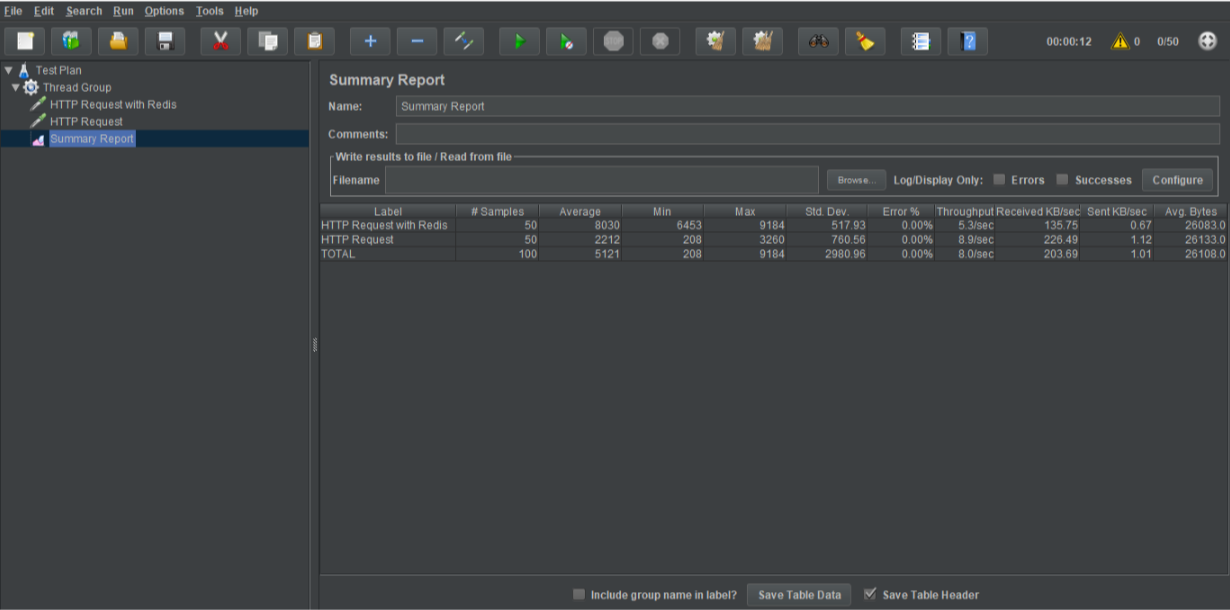 File Edit Search Run Options Tools Help
00:00:12 0 0/50
Test Plan
Thread Group
HTTP Request with Redis
HTTP Request
Summary Report
Summary Report
Name: Summary Report
Comments:
Write results to file / Read from file
Filename Browse... Log/Display Only: Errors Successes Configure
Label # Samples Average Min Max Std. Dev. Error % Throughput Received KB/sec Sent KB/sec Avg. Bytes
HTTP Request with Redis 50 8030 6453 9184 517.93 0.00% 5.3/sec 135.75 0.67 26083.0
HTTP Request 50 2212 208 3260 760.56 0.00% 8.9/sec 226.49 1.12 26133.0
TOTAL 100 5121 208 9184 2980.96 0.00% 8.0/sec 203.69 1.01 26108.0
Include group name in label? Save Table Data Save Table Header